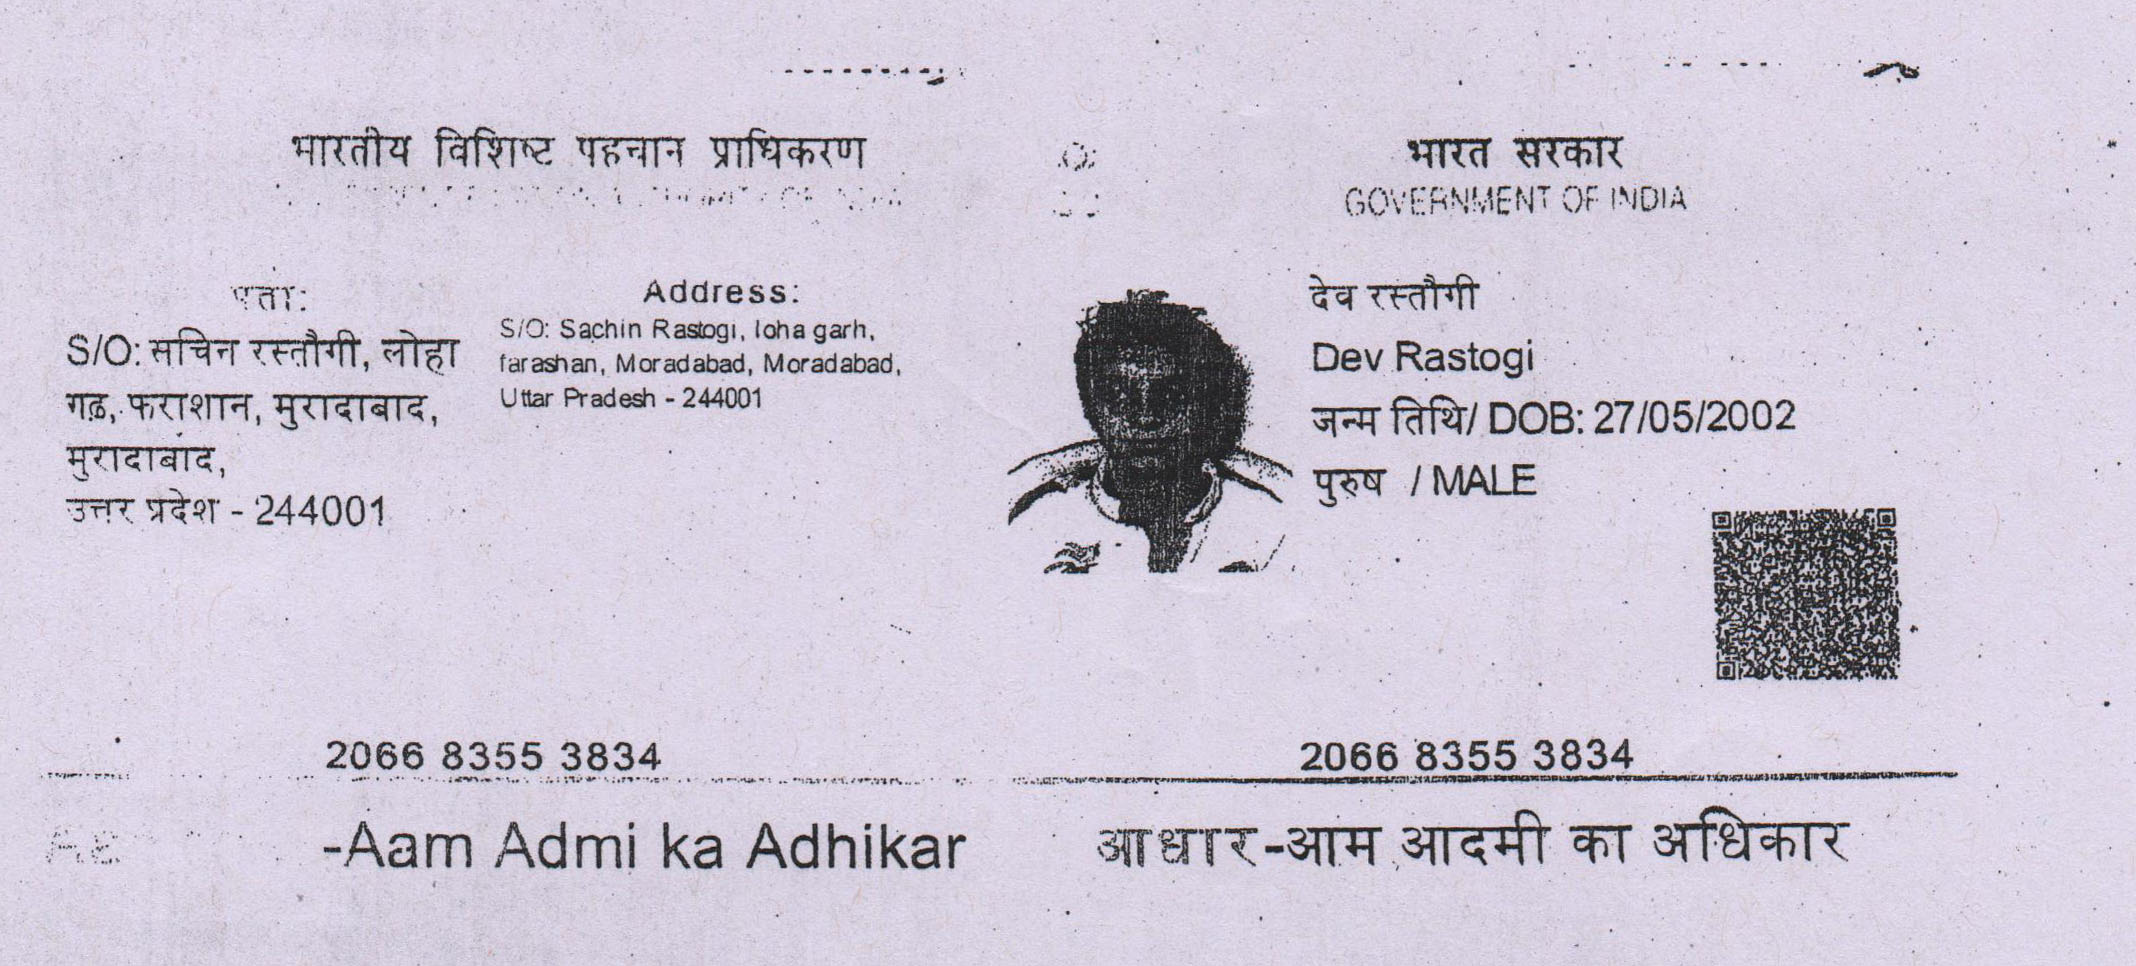 भारतीय विशिष्ट पहचान प्राधिकरण
पता:
S/O: सचिन रस्तौगी, लोहा
गढ़, फराशान, मुरादाबाद,
मुरादाबाद,
उत्तर प्रदेश - 244001
Address:
S/O: Sachin Rastogi, loha garh,
farashan, Moradabad, Moradabad,
Uttar Pradesh - 244001
2066 8355 3834
-Aam Admi ka Adhikar
भारत सरकार
GOVERNMENT OF INDIA
देव रस्तौगी
Dev Rastogi
जन्म तिथि/ DOB: 27/05/2002
पुरुष / MALE
2066 8355 3834
आधार-आम आदमी का अधिकार